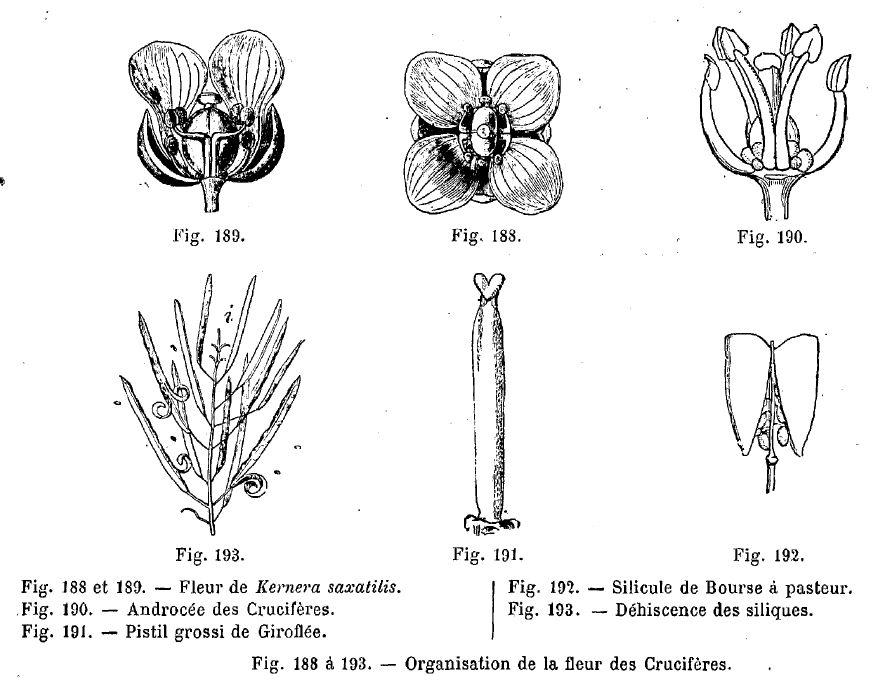 Fig. 189.
Fig. 188.
Fig. 190.
i
Fig. 193.
Fig. 191.
Fig. 192.
Fig. 188 et 189. — Fleur de Kernera saxatilis.
Fig. 190. — Androcée des Crucifères.
Fig. 191. — Pistil grossi de Giroflée.
Fig. 192. — Silicule de Bourse à pasteur.
Fig. 193. — Déhiscence des siliques.
Fig. 188 à 193. — Organisation de la fleur des Crucifères.